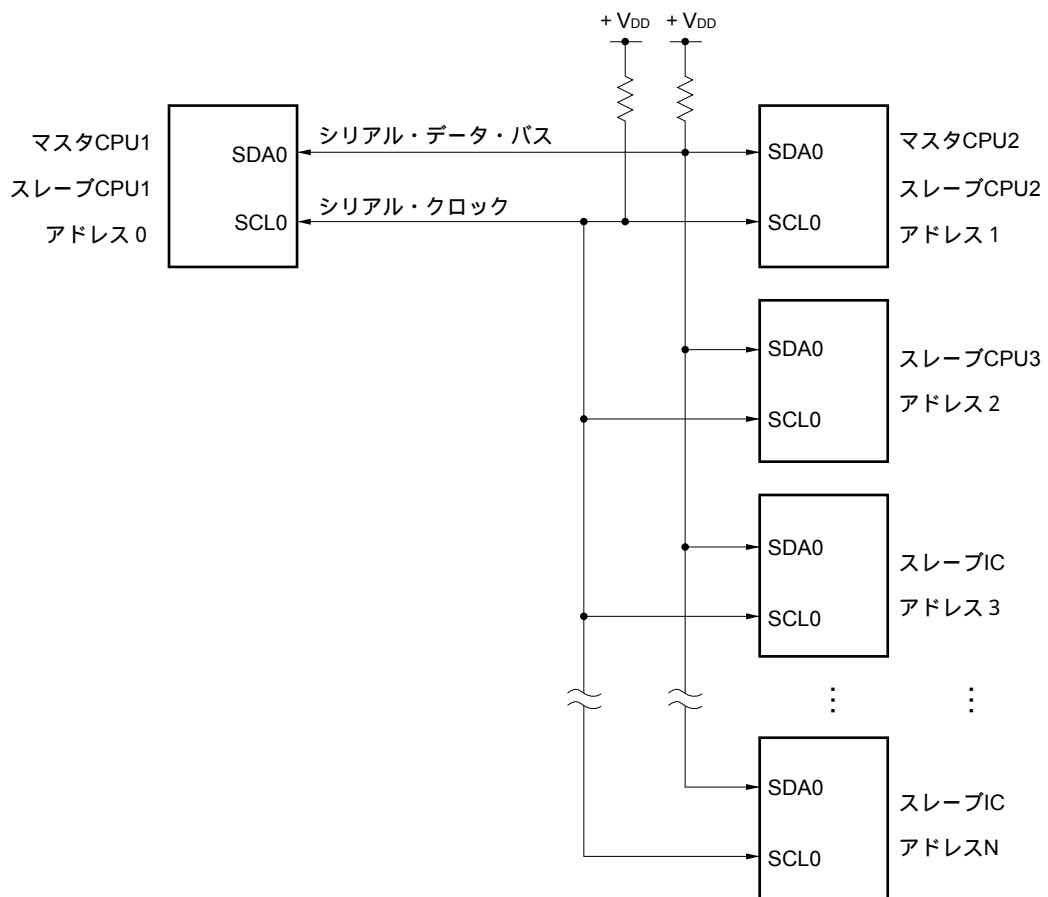 + VDD
+ VDD
マスタCPU1
スレーブCPU1
アドレス0
SDA0
SCL0
シリアル・データ・バス
シリアル・クロック
SDA0
SCL0
マスタCPU2
スレーブCPU2
アドレス1
SDA0
SCL0
スレーブCPU3
アドレス2
SDA0
SCL0
スレーブIC
アドレス3
SDA0
SCL0
スレーブIC
アドレスN